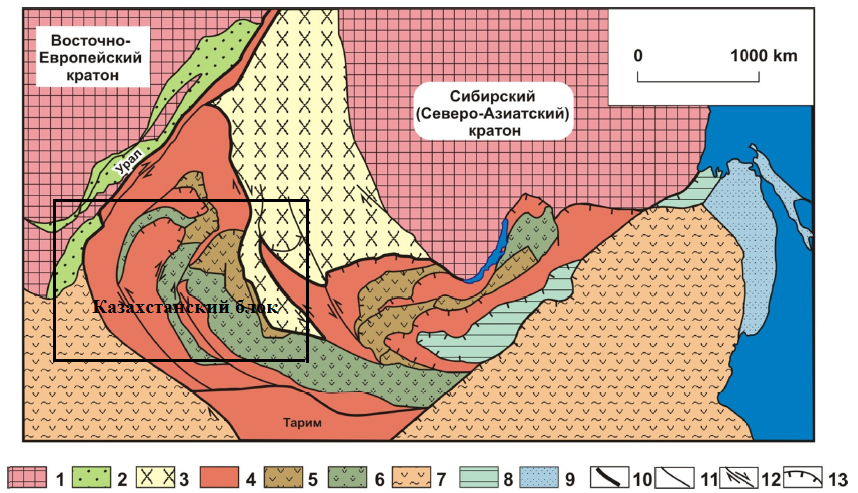 Восточно-
Европейский
кратон
0 1000 km
Сибирский
(Северо-Азиатский)
кратон
Урал
Казахстанский блок
Тарим
1 2 3 4 5 6 7 8 9 10 11 12 13